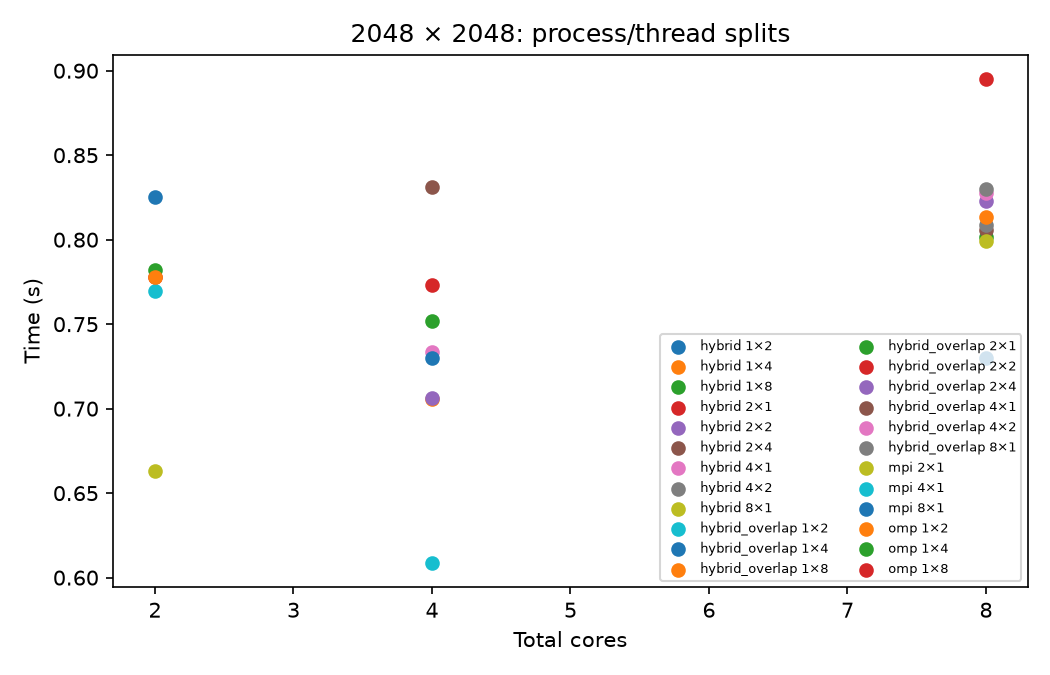 2048 × 2048: process/thread splits
Time (s)
0.90
0.85
0.80
0.75
0.70
0.65
0.60
hybrid 1×2
hybrid 1×4
hybrid 1×8
hybrid 2×1
hybrid 2×2
hybrid 2×4
hybrid 4×1
hybrid 4×2
hybrid 8×1
hybrid_overlap 1×2
hybrid_overlap 1×4
hybrid_overlap 1×8
hybrid_overlap 2×1
hybrid_overlap 2×2
hybrid_overlap 2×4
hybrid_overlap 4×1
hybrid_overlap 4×2
hybrid_overlap 8×1
mpi 2×1
mpi 4×1
mpi 8×1
omp 1×2
omp 1×4
omp 1×8
2 3 4 5 6 7 8
Total cores